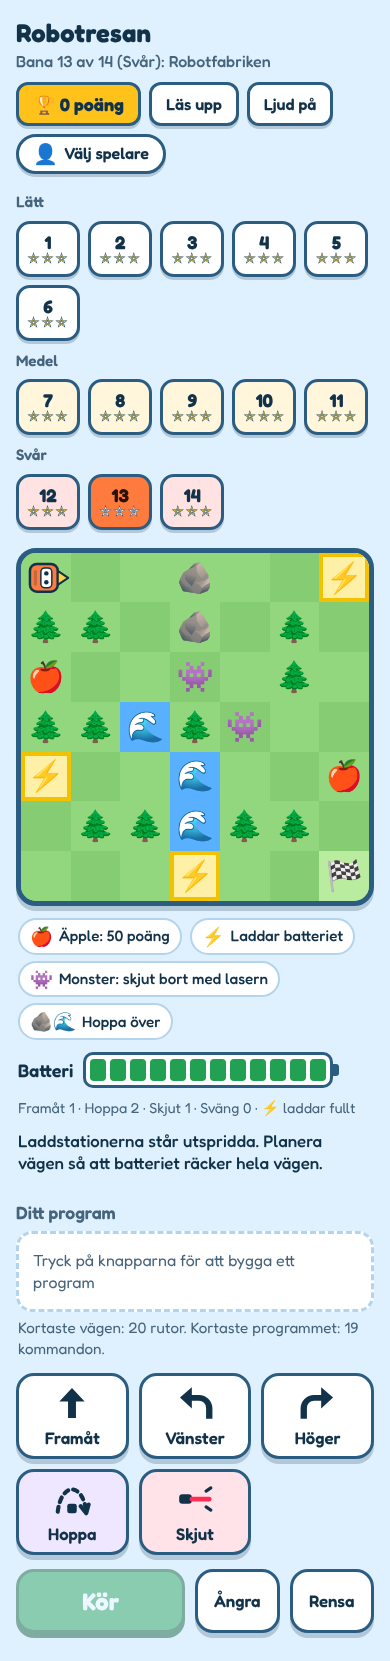 Robotresan
Bana 13 av 14 (Svår): Robotfabriken
0 poäng
Läs upp
Ljud på
Välj spelare
Lätt
1
2
3
4
5
6
Medel
7
8
9
10
11
Svår
12
13
14
Äpple: 50 poäng
Laddar batteriet
Monster: skjut bort med lasern
Hoppa över
Batteri
Framåt 1 · Hoppa 2 · Skjut 1 · Sväng 0 · ⚡ laddar fullt
Laddstationerna står utspridda. Planera
vägen så att batteriet räcker hela vägen.
Ditt program
Tryck på knapparna för att bygga ett
program
Kortaste vägen: 20 rutor. Kortaste programmet: 19
kommandon.
Framåt
Vänster
Höger
Hoppa
Skjut
Kör
Ångra
Rensa